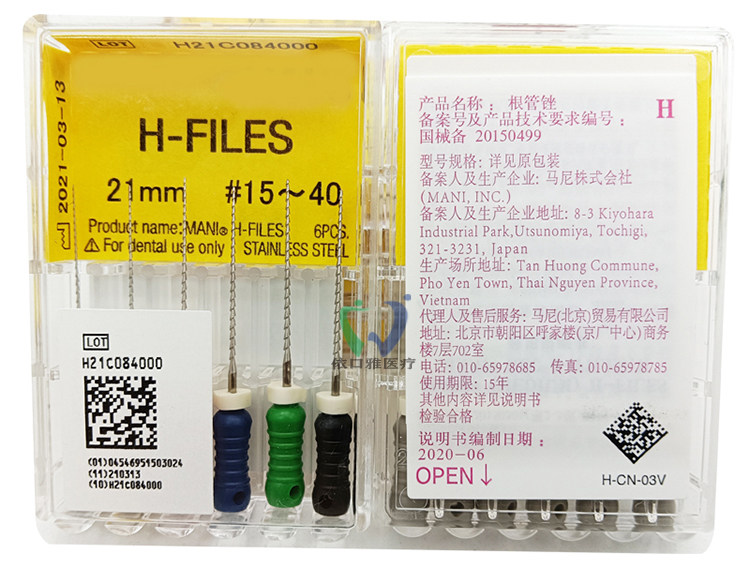 LOT H21C084000
2021-03-13
H-FILES
21mm #15～40
Product name:MANI® H-FILES 6PCS.
For dental use only STAINLESS STEEL
LOT
H21C084000
(01)04546951503024
(11)210313
(10)H21C084000
依口雅医疗
产品名称：根管锉 H
备案号及产品技术要求编号：
国械备 20150499
型号规格：详见原包装
备案人及生产企业: 马尼株式会社
(MANI, INC.)
备案人及生产企业地址: 8-3 Kiyohara
Industrial Park,Utsunomiya, Tochigi,
321-3231, Japan
生产场所地址: Tan Huong Commune,
Pho Yen Town, Thai Nguyen Province,
Vietnam
代理人及售后服务: 马尼(北京)贸易有限公司
地址: 北京市朝阳区呼家楼(京广中心)商务
楼7层702室
电话: 010-65978685 传真: 010-65978785
使用期限: 15年
其他内容详见说明书
检验合格
说明书编制日期：
2020-06
OPEN↓
H-CN-03V